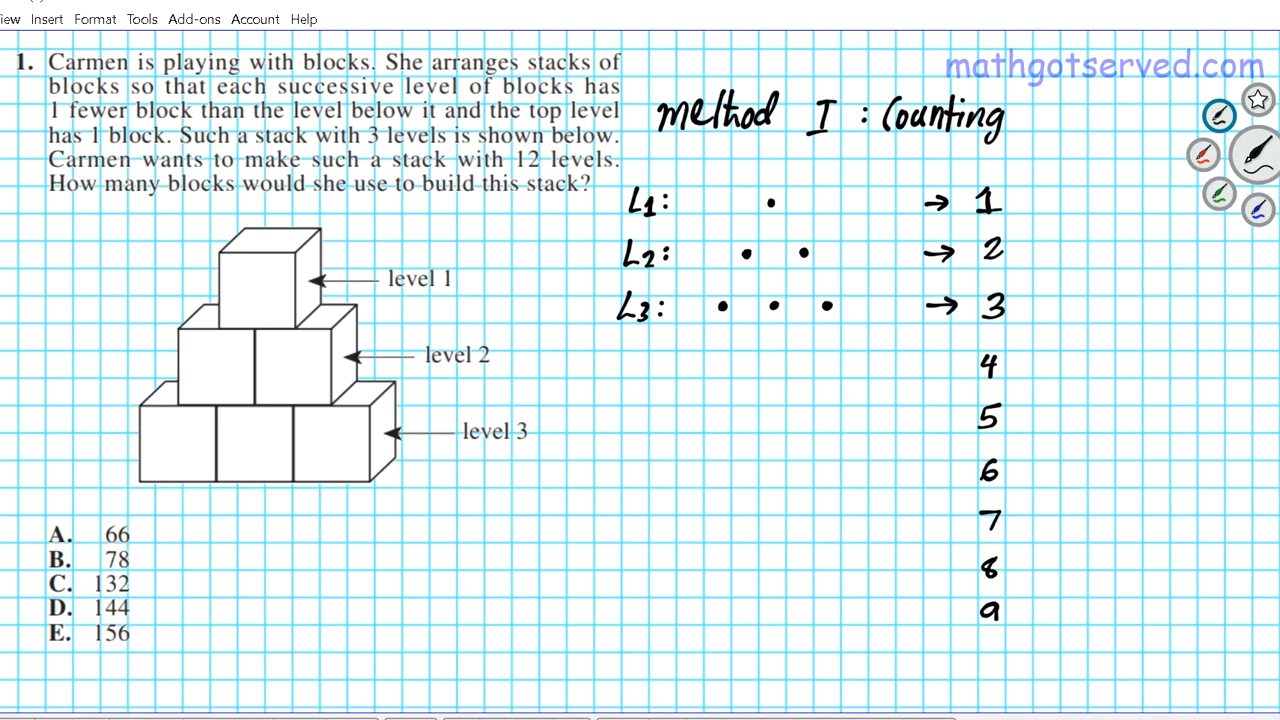 iew Insert Format Tools Add-ons Account Help
mathgotserved.com
1. Carmen is playing with blocks. She arranges stacks of
blocks so that each successive level of blocks has
1 fewer block than the level below it and the top level
has 1 block. Such a stack with 3 levels is shown below.
Carmen wants to make such a stack with 12 levels.
How many blocks would she use to build this stack?
level 1
level 2
level 3
A. 66
B. 78
C. 132
D. 144
E. 156
method I : Counting
L1: • → 1
L2: • • → 2
L3: • • • → 3
4
5
6
7
8
9